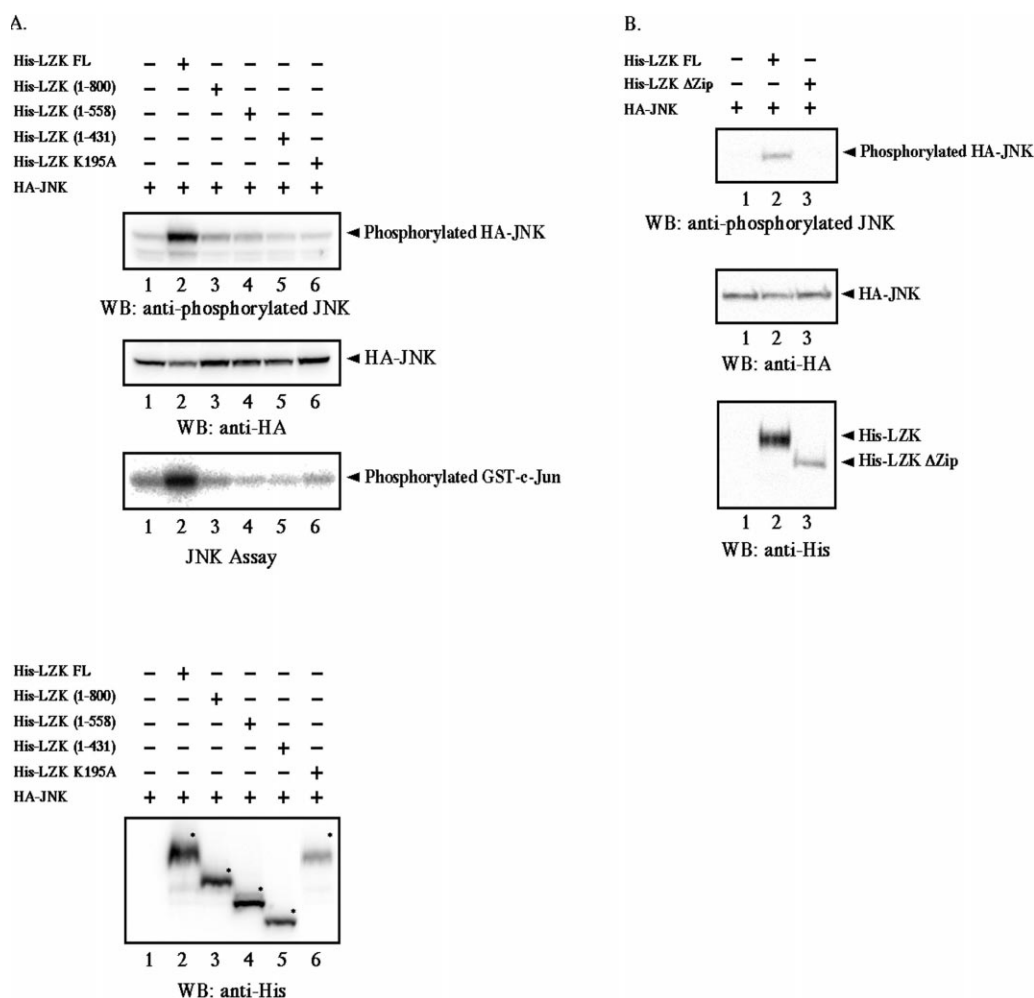 A.
His-LZK FL − + − − − −
His-LZK (1-800) − − + − − −
His-LZK (1-558) − − − + − −
His-LZK (1-431) − − − − + −
His-LZK K195A − − − − − +
HA-JNK + + + + + +
Phosphorylated HA-JNK
1 2 3 4 5 6
WB: anti-phosphorylated JNK
HA-JNK
1 2 3 4 5 6
WB: anti-HA
Phosphorylated GST-c-Jun
1 2 3 4 5 6
JNK Assay
His-LZK FL − + − − − −
His-LZK (1-800) − − + − − −
His-LZK (1-558) − − − + − −
His-LZK (1-431) − − − − + −
His-LZK K195A − − − − − +
HA-JNK + + + + + +
1 2 3 4 5 6
WB: anti-His
B.
His-LZK FL − + −
His-LZK ΔZip − − +
HA-JNK + + +
Phosphorylated HA-JNK
1 2 3
WB: anti-phosphorylated JNK
HA-JNK
1 2 3
WB: anti-HA
His-LZK
His-LZK ΔZip
1 2 3
WB: anti-His